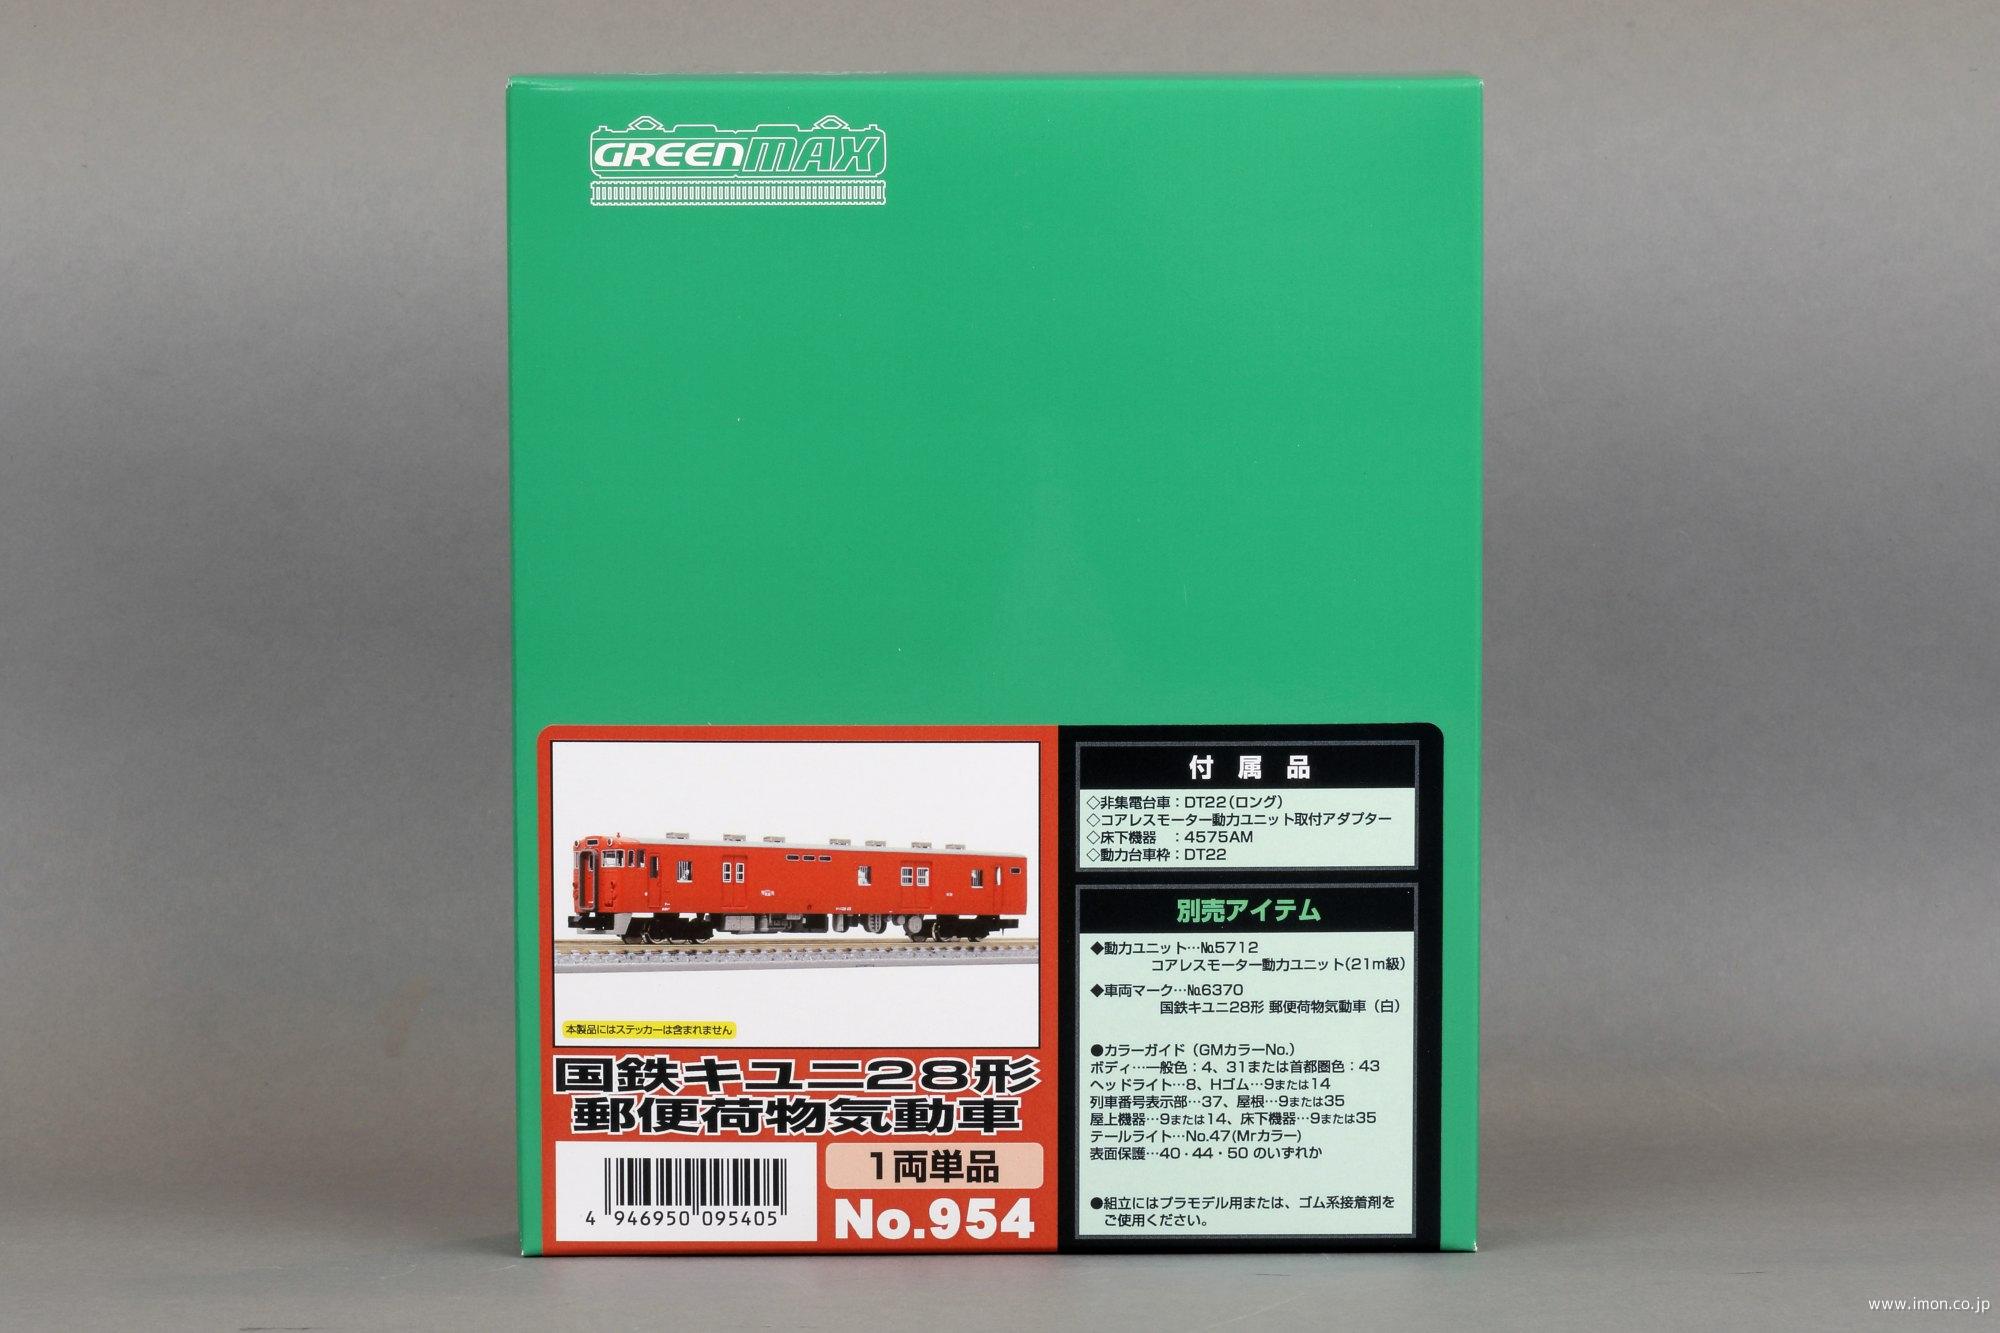 GREENMAX
本製品にはステッカーは含まれません
国鉄キユニ28形
郵便荷物気動車
1両単品
No.954
4 946950 095405
付属品
◇非集電台車：DT22（ロング）
◇コアレスモーター動力ユニット取付アダプター
◇床下機器　：4575AM
◇動力台車枠：DT22
別売アイテム
◆動力ユニット…№5712
コアレスモーター動力ユニット（21m級）
◆車両マーク…№6370
国鉄キユニ28形 郵便荷物気動車（白）
●カラーガイド（GMカラーNo.）
ボディ…一般色：4、31または首都圏色：43
ヘッドライト…8、Hゴム…9または14
列車番号表示部…37、屋根…9または35
屋上機器…9または14、床下機器…9または35
テールライト…No.47(Mrカラー)
表面保護…40・44・50 のいずれか
●組立にはプラモデル用または、ゴム系接着剤を
ご使用ください。
www.imon.co.jp